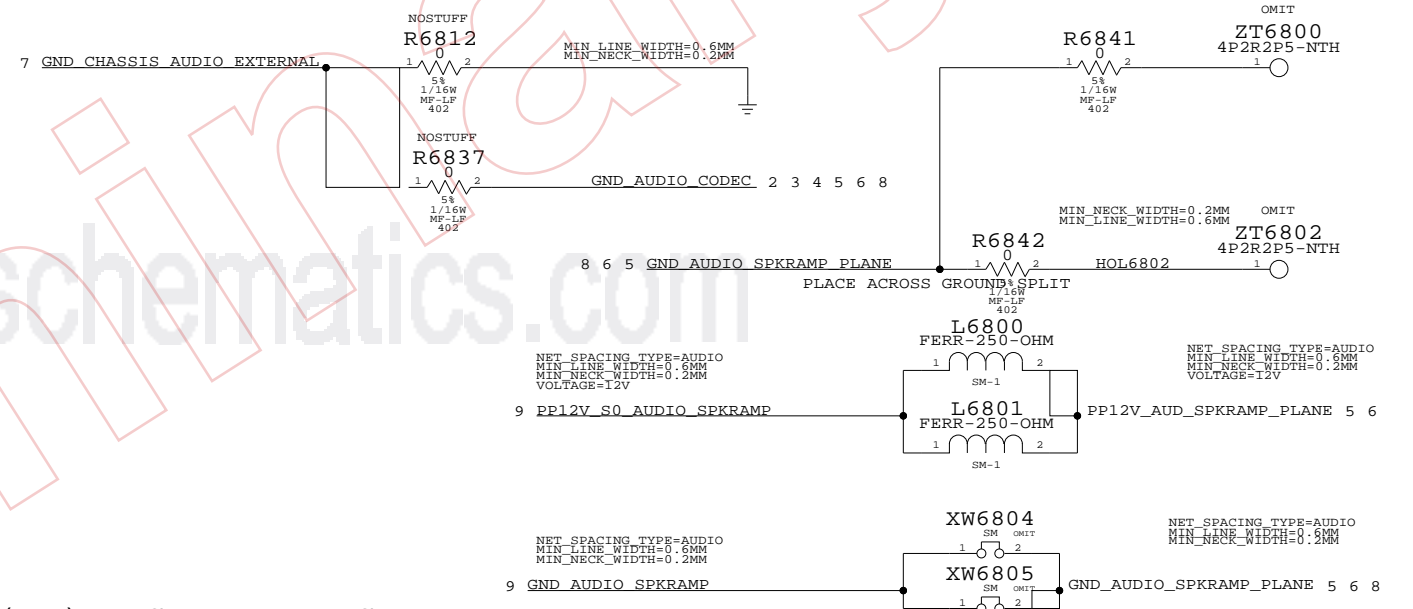 NOSTUFF
R6812
0
1 2
5%
1/16W
MF-LF
402
7 GND_CHASSIS_AUDIO_EXTERNAL
MIN_LINE_WIDTH=0.6MM
MIN_NECK_WIDTH=0.2MM
NOSTUFF
R6837
0
1 2
5%
1/16W
MF-LF
402
GND_AUDIO_CODEC 2 3 4 5 6 8
R6841
0
1 2
5%
1/16W
MF-LF
402
OMIT
ZT6800
4P2R2P5-NTH
1
8 6 5 GND_AUDIO_SPKRAMP_PLANE
R6842
0
1 2
5%
1/16W
MF-LF
402
PLACE ACROSS GROUND SPLIT
HOL6802
MIN_NECK_WIDTH=0.2MM
MIN_LINE_WIDTH=0.6MM
OMIT
ZT6802
4P2R2P5-NTH
1
schematics.com
L6800
FERR-250-OHM
1 2
SM-1
NET_SPACING_TYPE=AUDIO
MIN_LINE_WIDTH=0.6MM
MIN_NECK_WIDTH=0.2MM
VOLTAGE=12V
9 PP12V_S0_AUDIO_SPKRAMP
L6801
FERR-250-OHM
1 2
SM-1
NET_SPACING_TYPE=AUDIO
MIN_LINE_WIDTH=0.6MM
MIN_NECK_WIDTH=0.2MM
VOLTAGE=12V
PP12V_AUD_SPKRAMP_PLANE 5 6
XW6804
SM OMIT
1 2
NET_SPACING_TYPE=AUDIO
MIN_LINE_WIDTH=0.6MM
MIN_NECK_WIDTH=0.2MM
9 GND_AUDIO_SPKRAMP
XW6805
SM OMIT
1 2
NET_SPACING_TYPE=AUDIO
MIN_LINE_WIDTH=0.6MM
MIN_NECK_WIDTH=0.2MM
GND_AUDIO_SPKRAMP_PLANE 5 6 8